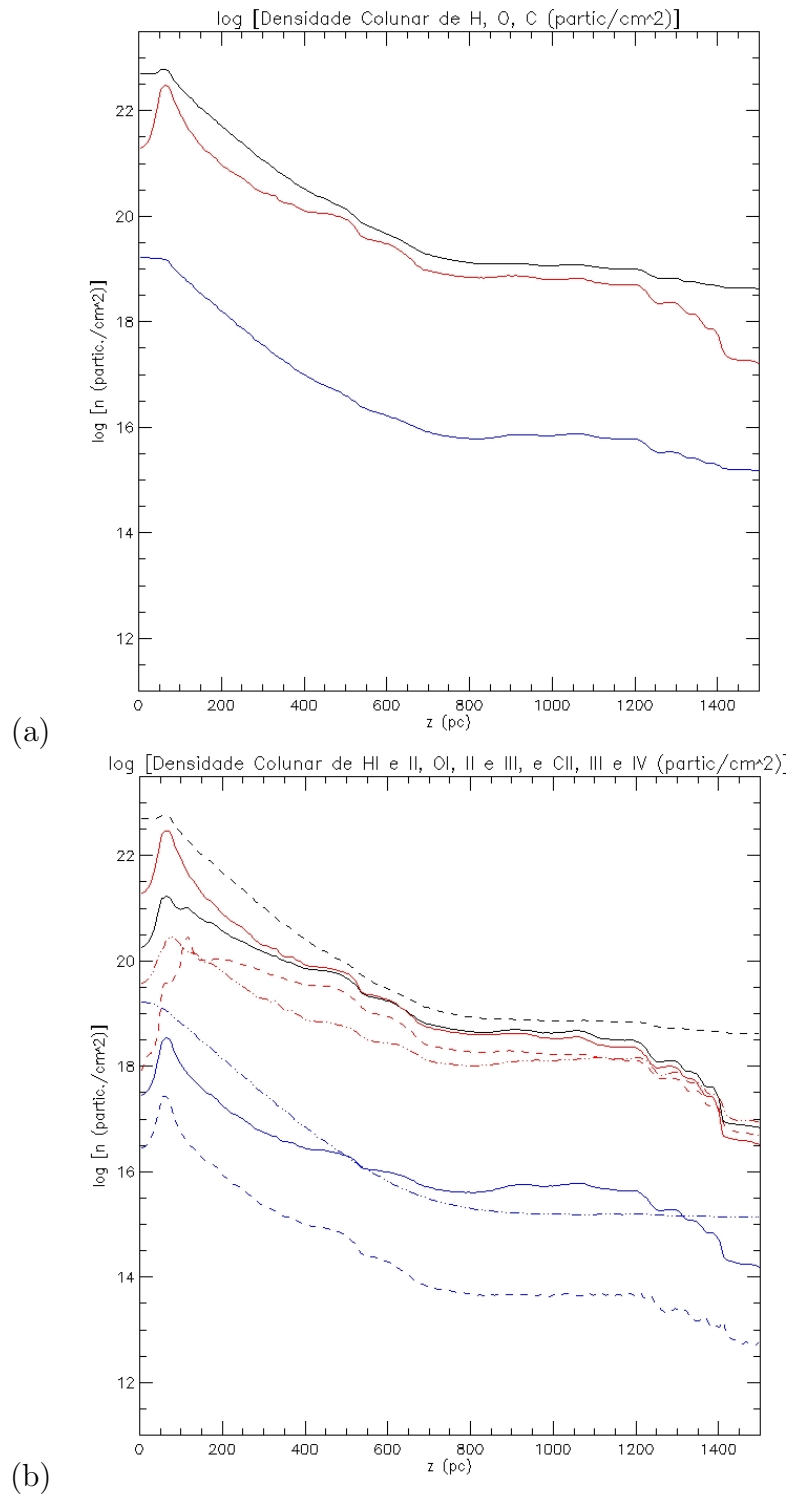 log [Densidade Colunar de H, O, C (partic/cm^2)]
log [n (partic./cm^2)]
22
20
18
16
14
12
0 200 400 600 800 1000 1200 1400
z (pc)
(a)
log [Densidade Colunar de HI e II, OI, II e III, e CII, III e IV (partic/cm^2)]
log [n (partic./cm^2)]
22
20
18
16
14
12
0 200 400 600 800 1000 1200 1400
z (pc)
(b)